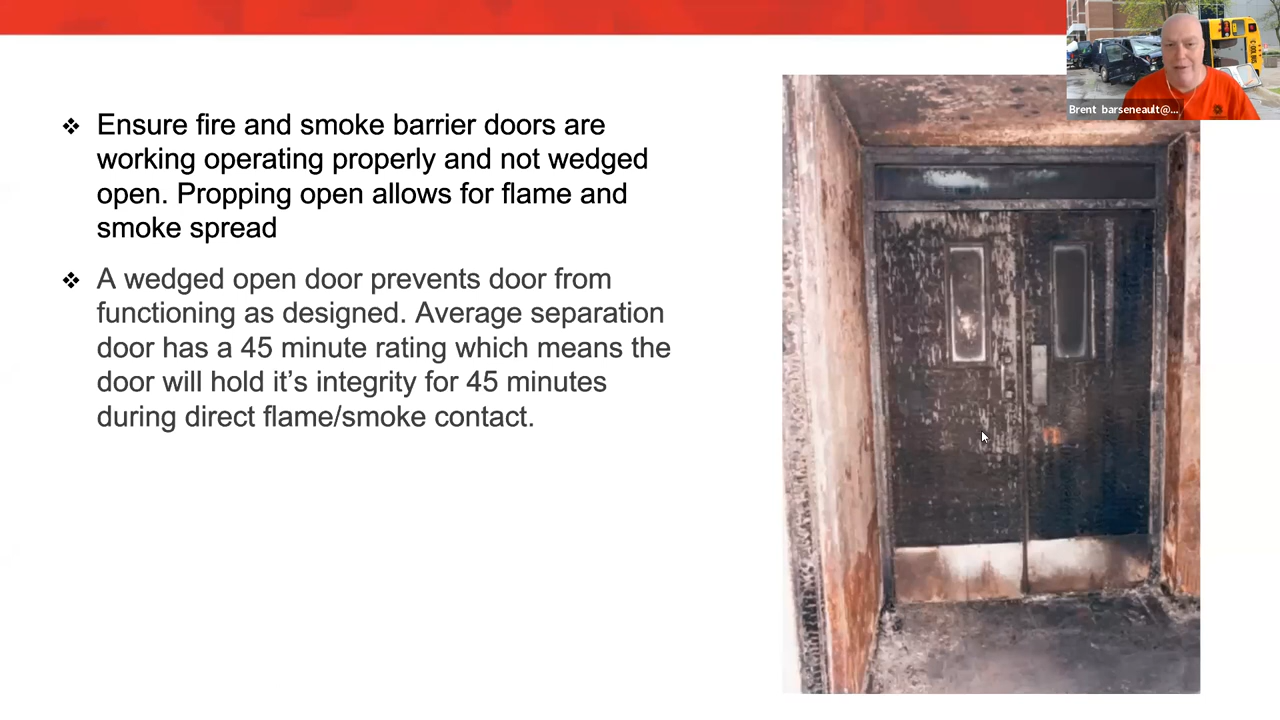 Ensure fire and smoke barrier doors are
working operating properly and not wedged
open. Propping open allows for flame and
smoke spread
A wedged open door prevents door from
functioning as designed. Average separation
door has a 45 minute rating which means the
door will hold it's integrity for 45 minutes
during direct flame/smoke contact.
Brent barseneault@...